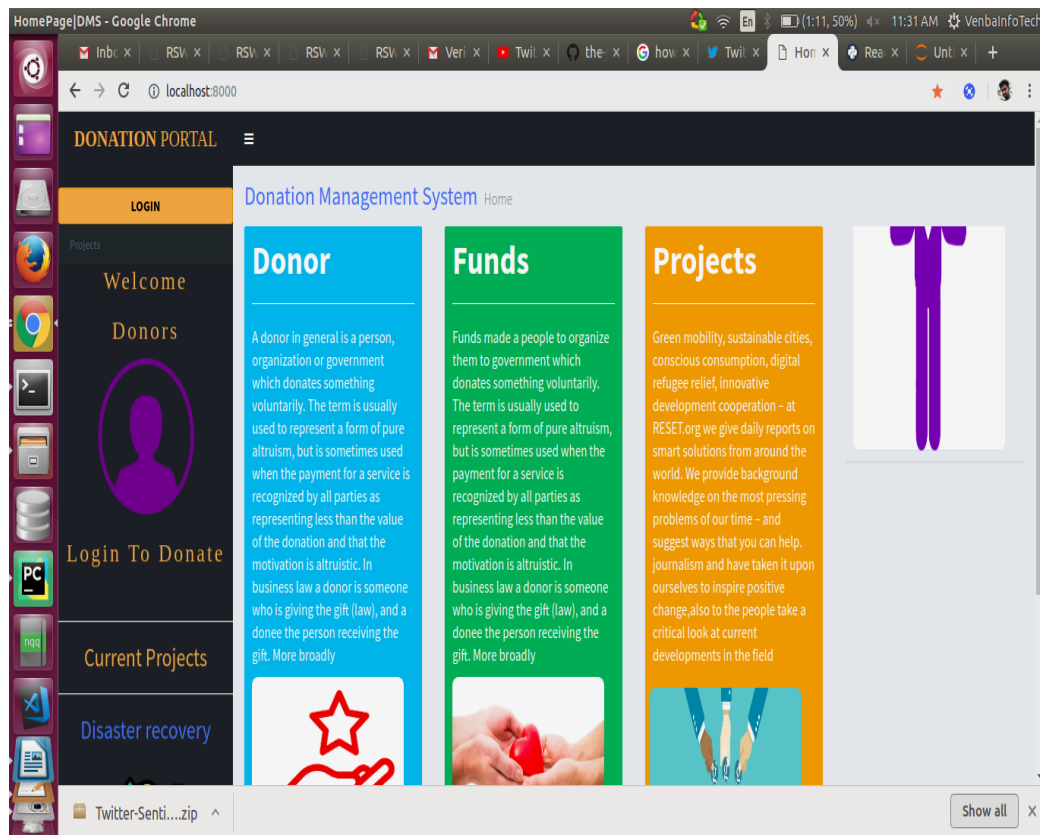 HomePage|DMS - Google Chrome
En
(1:11, 50%)
11:31 AM
VenbaInfoTech
Inbc
RSW
RSW
RSW
RSW
Veri
Twit
the-
how
Twit
Hom
Rea
Unt
localhost:8000
DONATION PORTAL
LOGIN
Projects
Welcome
Donors
Login To Donate
Current Projects
Disaster recovery
Donation Management System Home
Donor
A donor in general is a person,
organization or government
which donates something
voluntarily. The term is usually
used to represent a form of pure
altruism, but is sometimes used
when the payment for a service is
recognized by all parties as
representing less than the value
of the donation and that the
motivation is altruistic. In
business law a donor is someone
who is giving the gift (law), and a
donee the person receiving the
gift. More broadly
Funds
Funds made a people to organize
them to government which
donates something voluntarily.
The term is usually used to
represent a form of pure altruism,
but is sometimes used when the
payment for a service is
recognized by all parties as
representing less than the value
of the donation and that the
motivation is altruistic. In
business law a donor is someone
who is giving the gift (law), and a
donee the person receiving the
gift. More broadly
Projects
Green mobility, sustainable cities,
conscious consumption, digital
refugee relief, innovative
development cooperation – at
RESET.org we give daily reports on
smart solutions from around the
world. We provide background
knowledge on the most pressing
problems of our time – and
suggest ways that you can help.
journalism and have taken it upon
ourselves to inspire positive
change,also to the people take a
critical look at current
developments in the field
PC
nqq
Twitter-Senti....zip
Show all